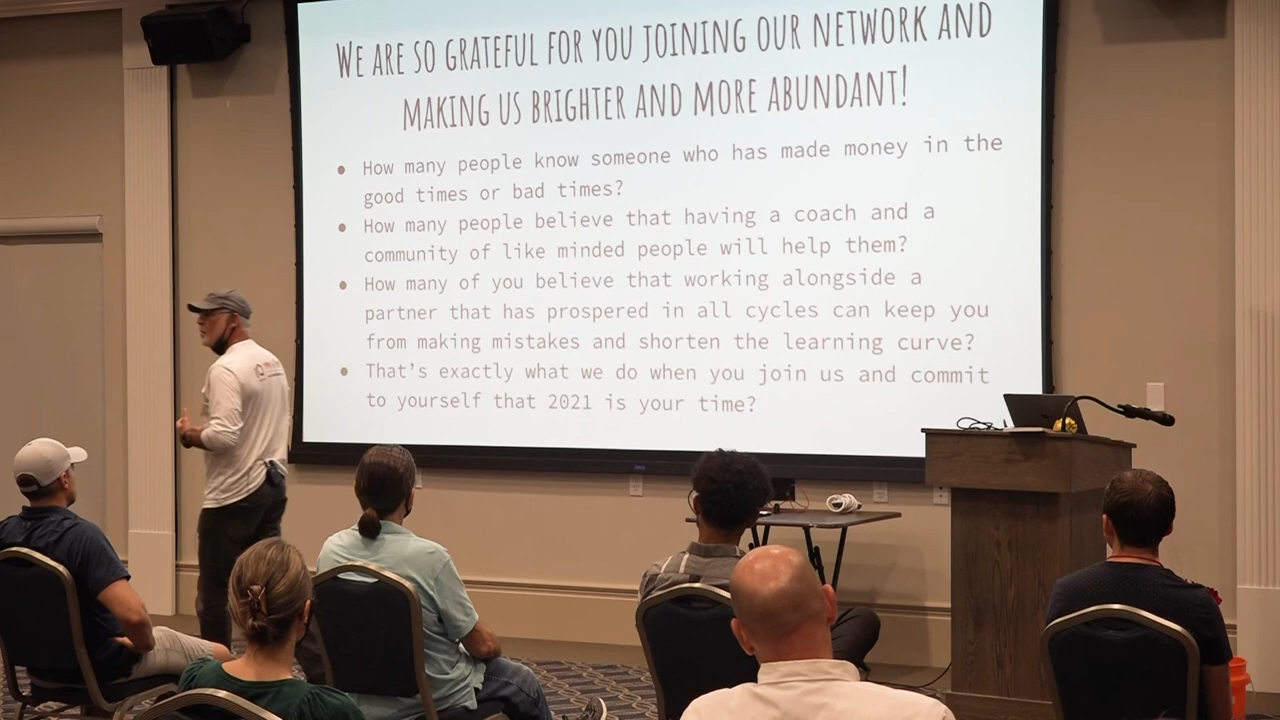 WE ARE SO GRATEFUL FOR YOU JOINING OUR NETWORK AND
MAKING US BRIGHTER AND MORE ABUNDANT!
● How many people know someone who has made money in the
good times or bad times?
● How many people believe that having a coach and a
community of like minded people will help them?
● How many of you believe that working alongside a
partner that has prospered in all cycles can keep you
from making mistakes and shorten the learning curve?
● That’s exactly what we do when you join us and commit
to yourself that 2021 is your time?